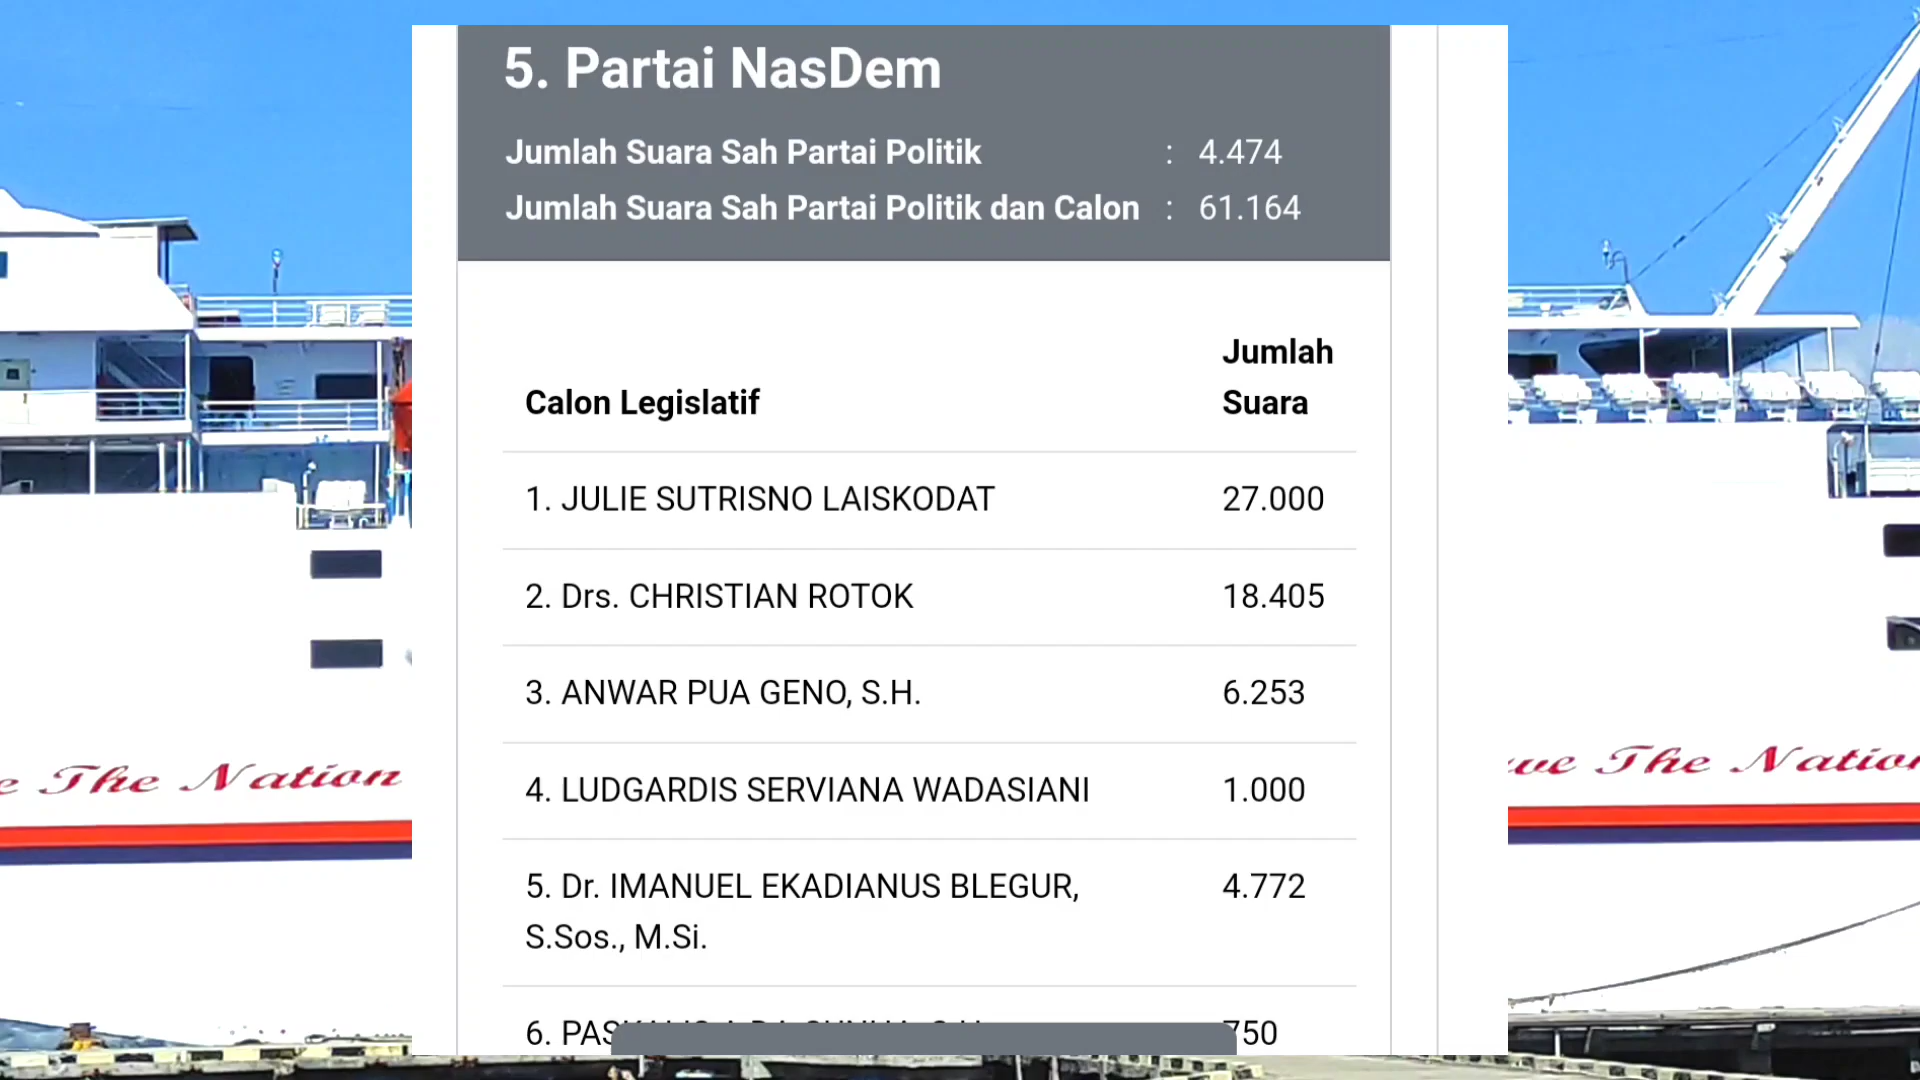 5. Partai NasDem
Jumlah Suara Sah Partai Politik : 4.474
Jumlah Suara Sah Partai Politik dan Calon : 61.164
Calon Legislatif Jumlah Suara
1. JULIE SUTRISNO LAISKODAT 27.000
2. Drs. CHRISTIAN ROTOK 18.405
3. ANWAR PUA GENO, S.H. 6.253
4. LUDGARDIS SERVIANA WADASIANI 1.000
5. Dr. IMANUEL EKADIANUS BLEGUR, 4.772
S.Sos., M.Si.
6. 750
The Nation
The Nation